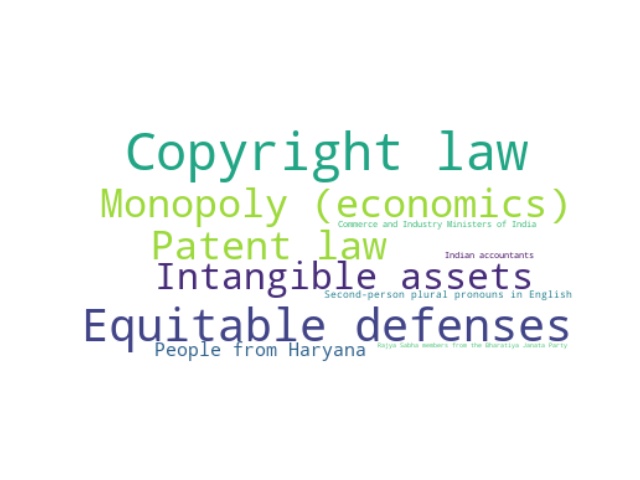 Copyright law
Monopoly (economics)
Commerce and Industry Ministers of India
Patent law
Indian accountants
Intangible assets
Second-person plural pronouns in English
Equitable defenses
People from Haryana
Rajya Sabha members from the Bharatiya Janata Party